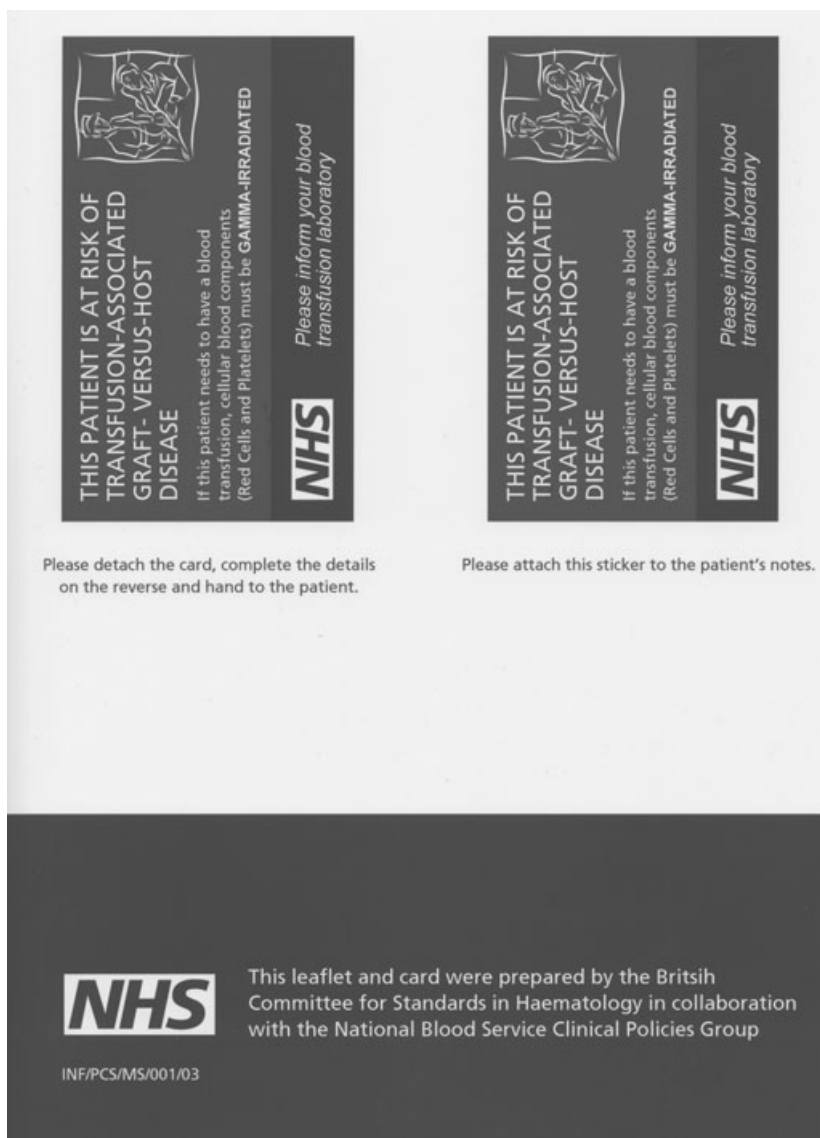 THIS PATIENT IS AT RISK OF
TRANSFUSION-ASSOCIATED
GRAFT- VERSUS-HOST
DISEASE
If this patient needs to have a blood
transfusion, cellular blood components
(Red Cells and Platelets) must be GAMMA-IRRADIATED
NHS
Please inform your blood
transfusion laboratory
Please detach the card, complete the details
on the reverse and hand to the patient.
THIS PATIENT IS AT RISK OF
TRANSFUSION-ASSOCIATED
GRAFT- VERSUS-HOST
DISEASE
If this patient needs to have a blood
transfusion, cellular blood components
(Red Cells and Platelets) must be GAMMA-IRRADIATED
NHS
Please inform your blood
transfusion laboratory
Please attach this sticker to the patient's notes.
NHS
This leaflet and card were prepared by the Britsih
Committee for Standards in Haematology in collaboration
with the National Blood Service Clinical Policies Group
INF/PCS/MS/001/03